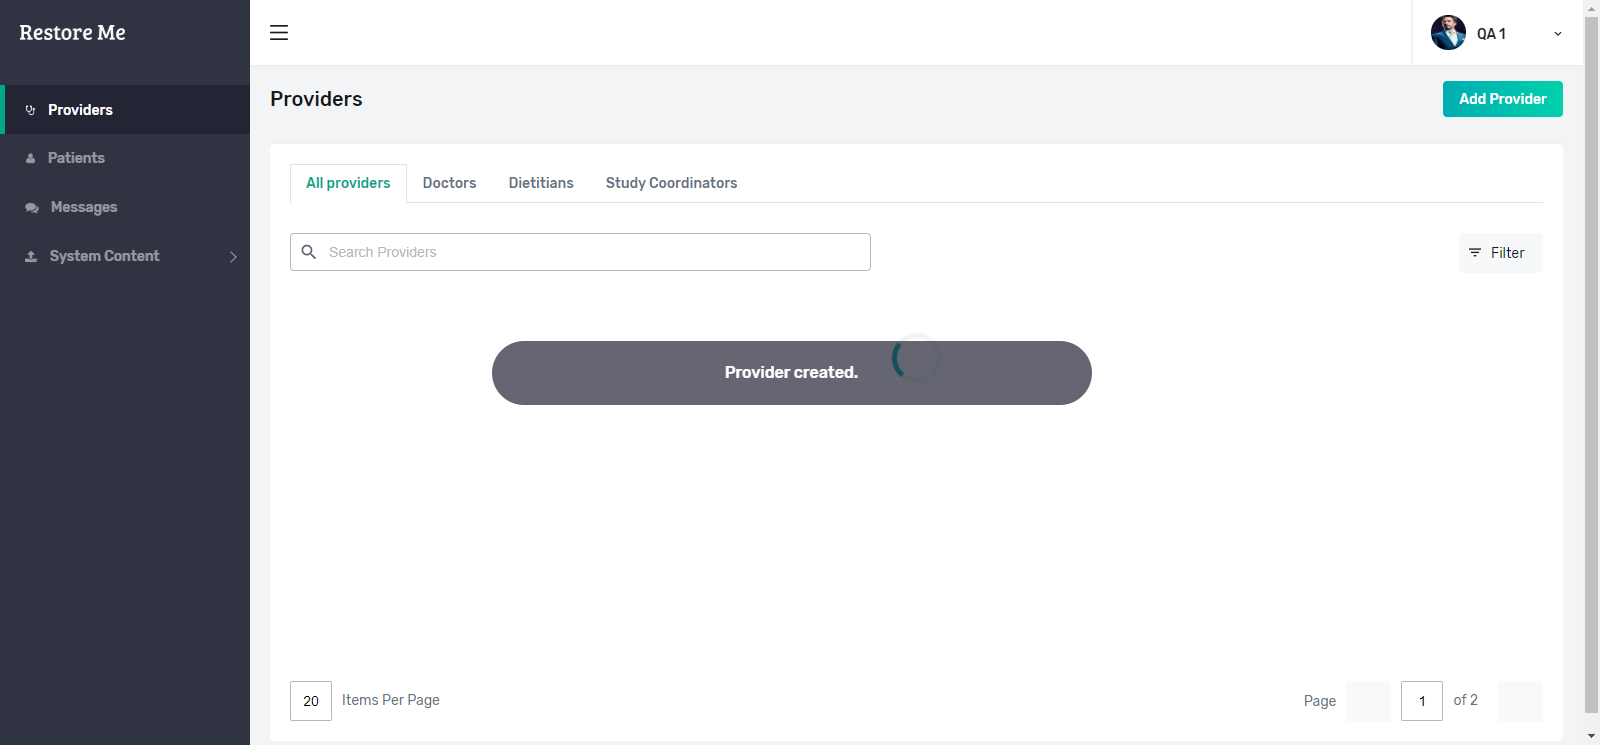 Restore Me
QA 1
Providers
Patients
Messages
System Content
Providers
Add Provider
All providers
Doctors
Dietitians
Study Coordinators
Search Providers
Filter
Provider created.
20
Items Per Page
Page
1
of 2